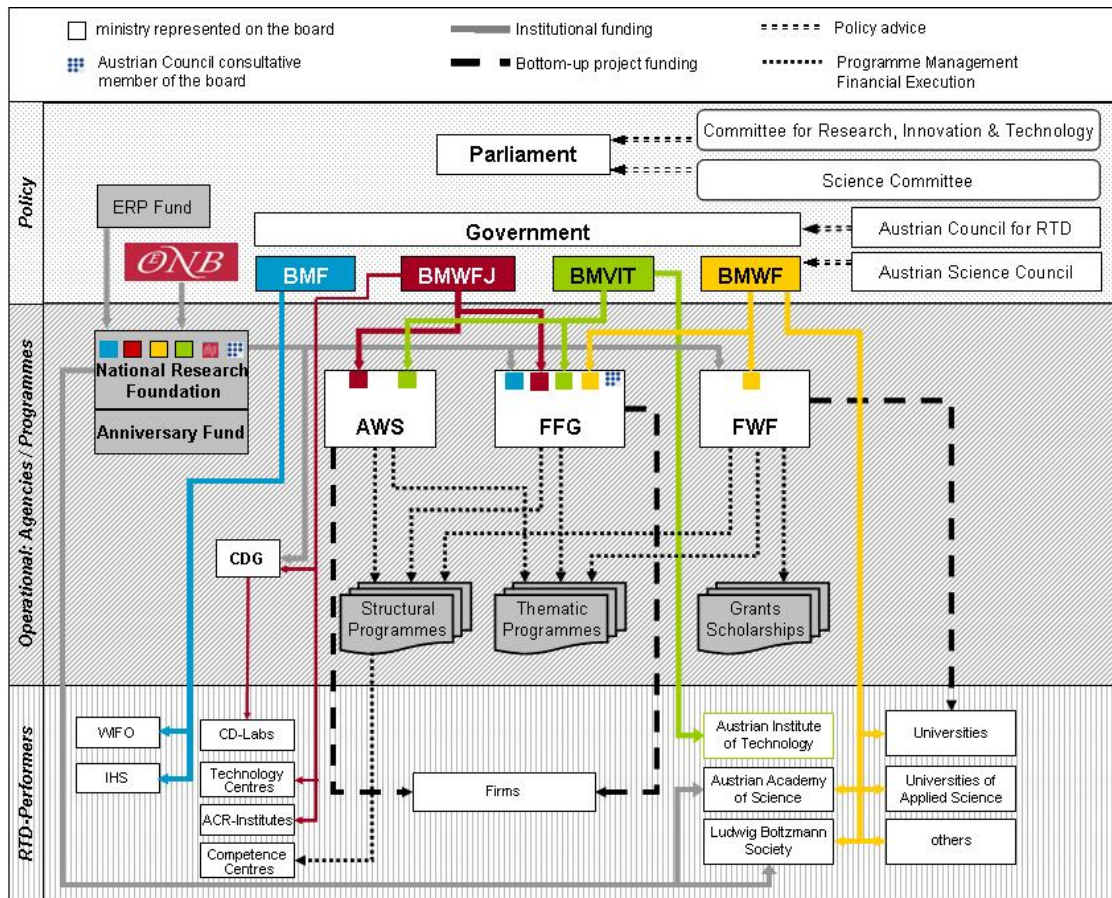 ministry represented on the board
Institutional funding
Policy advice
Austrian Council consultative
member of the board
Bottom-up project funding
Programme Management
Financial Execution
Policy
Committee for Research, Innovation & Technology
Parliament
Science Committee
ERP Fund
Austrian Council for RTD
Government
ŒNB
Austrian Science Council
BMF
BMWFJ
BMVIT
BMWF
Operational: Agencies / Programmes
National Research
Foundation
Anniversary Fund
AWS
FFG
FWF
CDG
Structural
Programmes
Thematic
Programmes
Grants
Scholarships
RTD-Performers
WIFO
IHS
CD-Labs
Technology
Centres
ACR-Institutes
Competence
Centres
Firms
Austrian Institute
of Technology
Austrian Academy
of Science
Ludwig Boltzmann
Society
Universities
Universities of
Applied Science
others